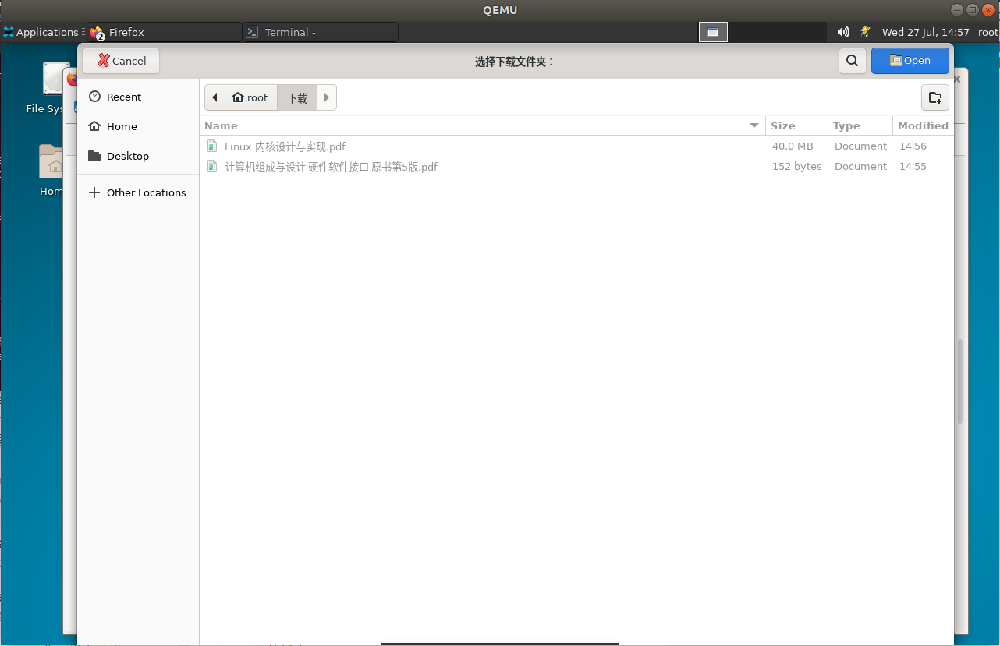 QEMU
Applications 2 Firefox Terminal - Wed 27 Jul, 14:57 root
Cancel 选择下载文件夹： Open
File Sys
Hom
Recent
Home
Desktop
Other Locations
root 下载
Name Size Type Modified
Linux 内核设计与实现.pdf 40.0 MB Document 14:56
计算机组成与设计 硬件软件接口 原书第5版.pdf 152 bytes Document 14:55